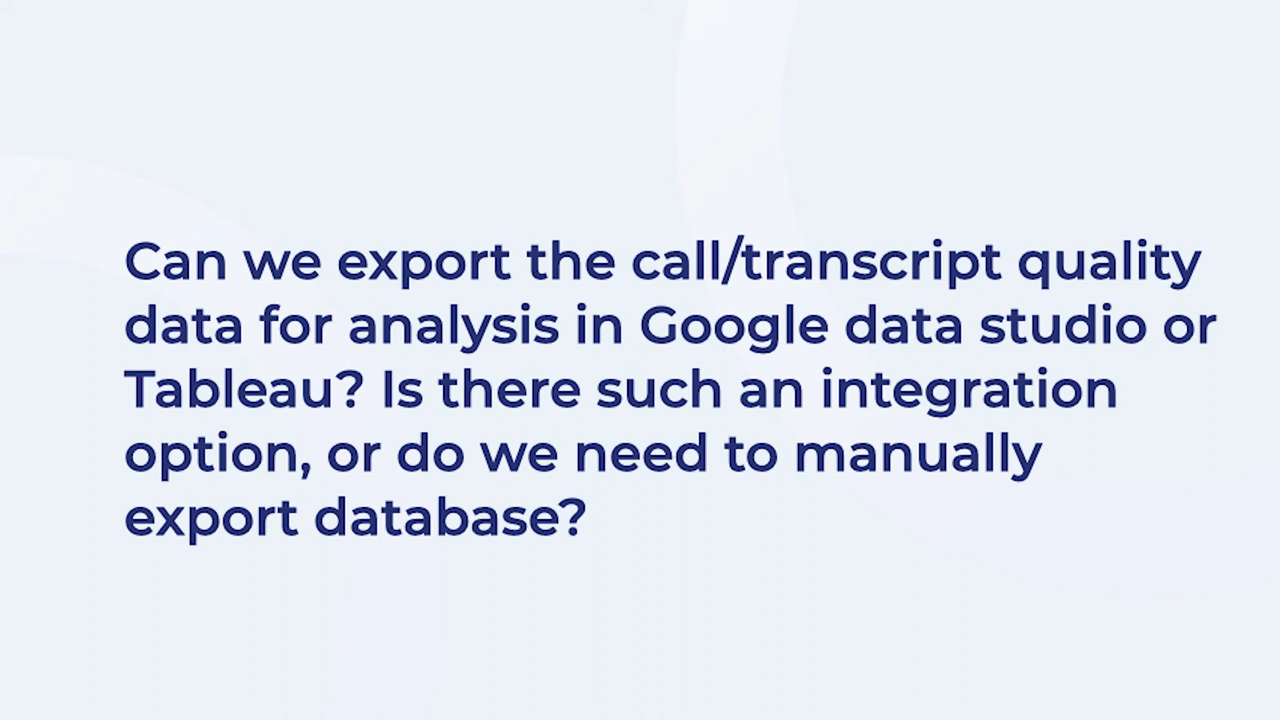 Can we export the call/transcript quality
data for analysis in Google data studio or
Tableau? Is there such an integration
option, or do we need to manually
export database?